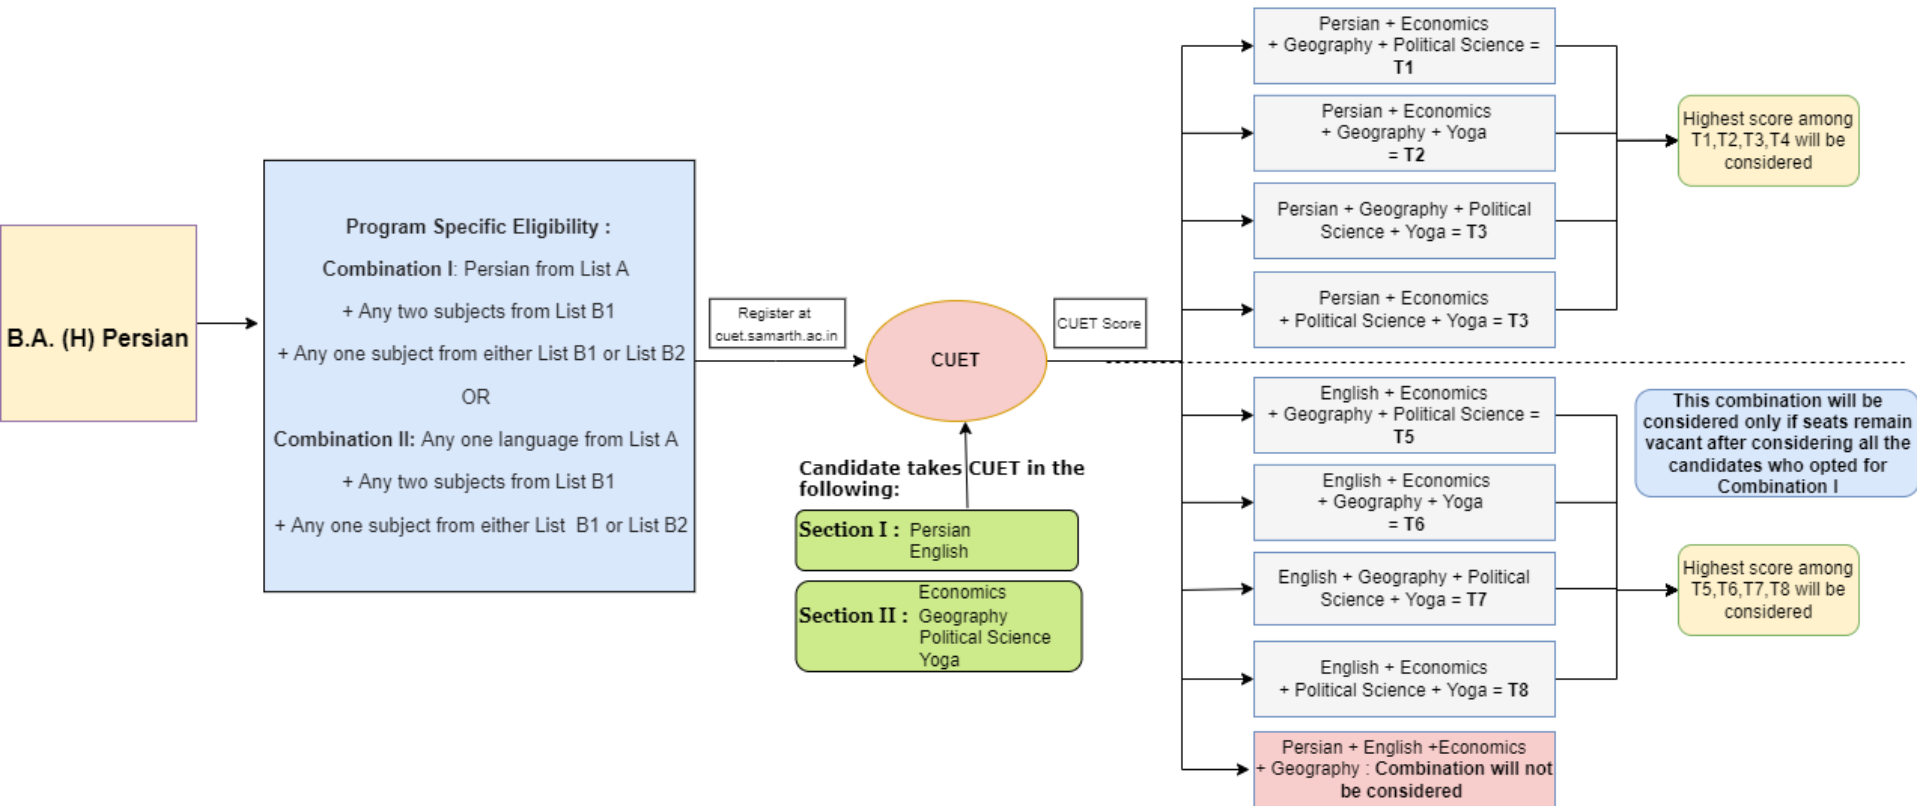 B.A. (H) Persian
Program Specific Eligibility :
Combination I: Persian from List A
+ Any two subjects from List B1
+ Any one subject from either List B1 or List B2
OR
Combination II: Any one language from List A
+ Any two subjects from List B1
+ Any one subject from either List B1 or List B2
Register at
cuet.samarth.ac.in
CUET
CUET Score
Candidate takes CUET in the
following:
Section I : Persian
English
Section II :
Economics
Geography
Political Science
Yoga
Persian + Economics
+ Geography + Political Science =
T1
Persian + Economics
+ Geography + Yoga
= T2
Persian + Geography + Political
Science + Yoga = T3
Persian + Economics
+ Political Science + Yoga = T3
Highest score among
T1,T2,T3,T4 will be
considered
English + Economics
+ Geography + Political Science =
T5
English + Economics
+ Geography + Yoga
= T6
English + Geography + Political
Science + Yoga = T7
English + Economics
+ Political Science + Yoga = T8
Persian + English +Economics
+ Geography : Combination will not
be considered
This combination will be
considered only if seats remain
vacant after considering all the
candidates who opted for
Combination I
Highest score among
T5,T6,T7,T8 will be
considered